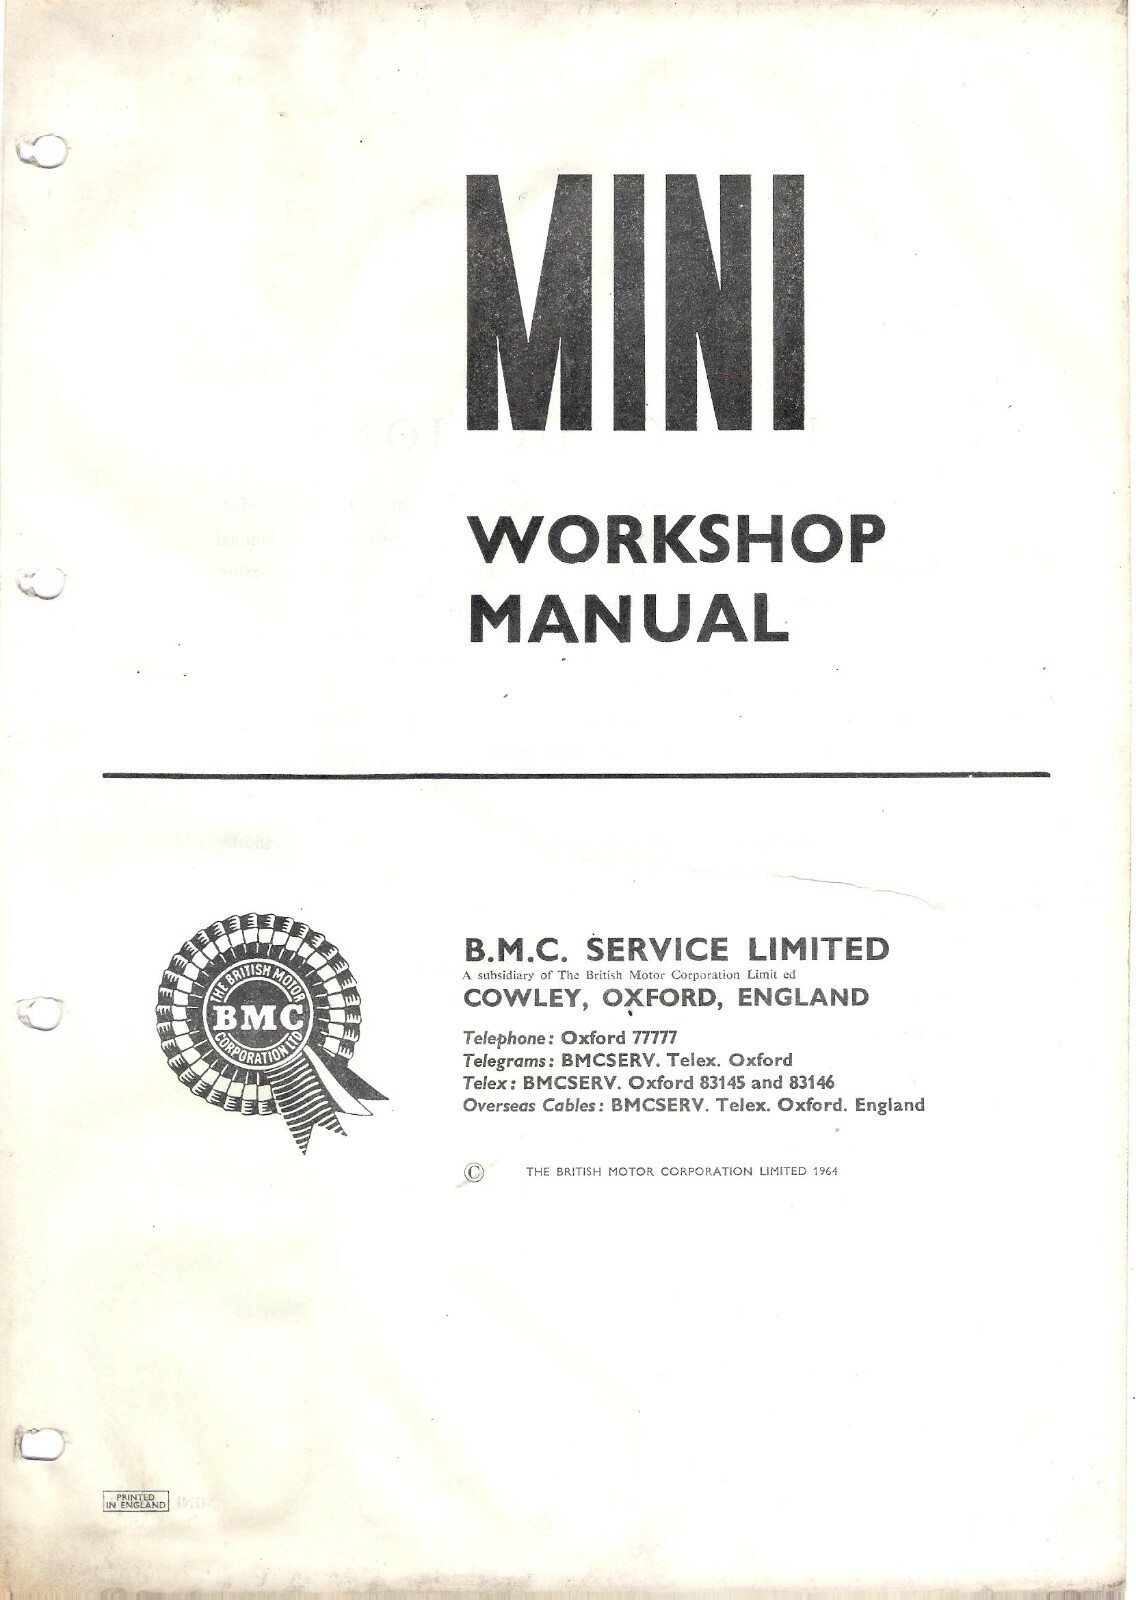 MINI
WORKSHOP
MANUAL
THE BRITISH MOTOR
BMC
CORPORATION LTD
B.M.C. SERVICE LIMITED
A subsidiary of The British Motor Corporation Limit ed
COWLEY, OXFORD, ENGLAND
Telephone: Oxford 77777
Telegrams: BMCSERV. Telex. Oxford
Telex: BMCSERV. Oxford 83145 and 83146
Overseas Cables: BMCSERV. Telex. Oxford. England
© THE BRITISH MOTOR CORPORATION LIMITED 1964
PRINTED
IN ENGLAND